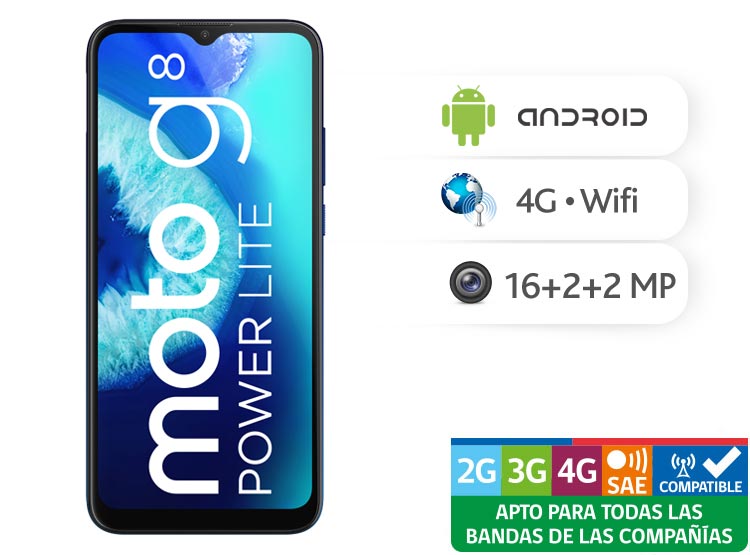 moto g8
POWER LITE
ANDROID
4G • Wifi
16+2+2 MP
2G 3G 4G SAE COMPATIBLE
APTO PARA TODAS LAS
BANDAS DE LAS COMPAÑÍAS